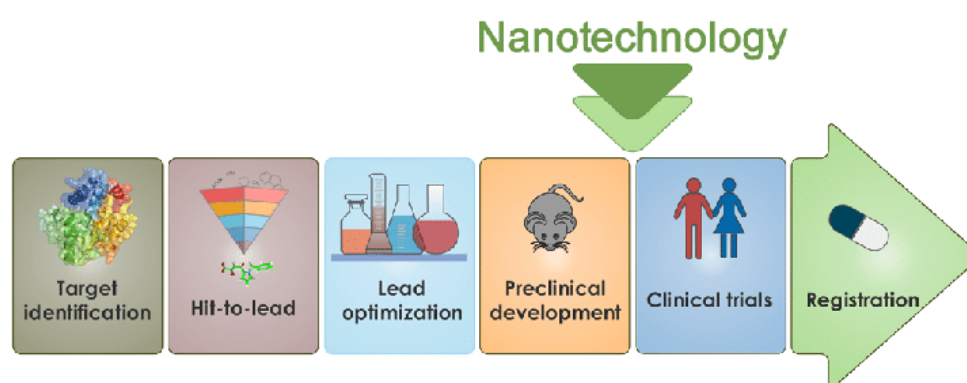 Nanotechnology
Target
identification
Hit-to-lead
Lead
optimization
Preclinical
development
Clinical trials
Registration